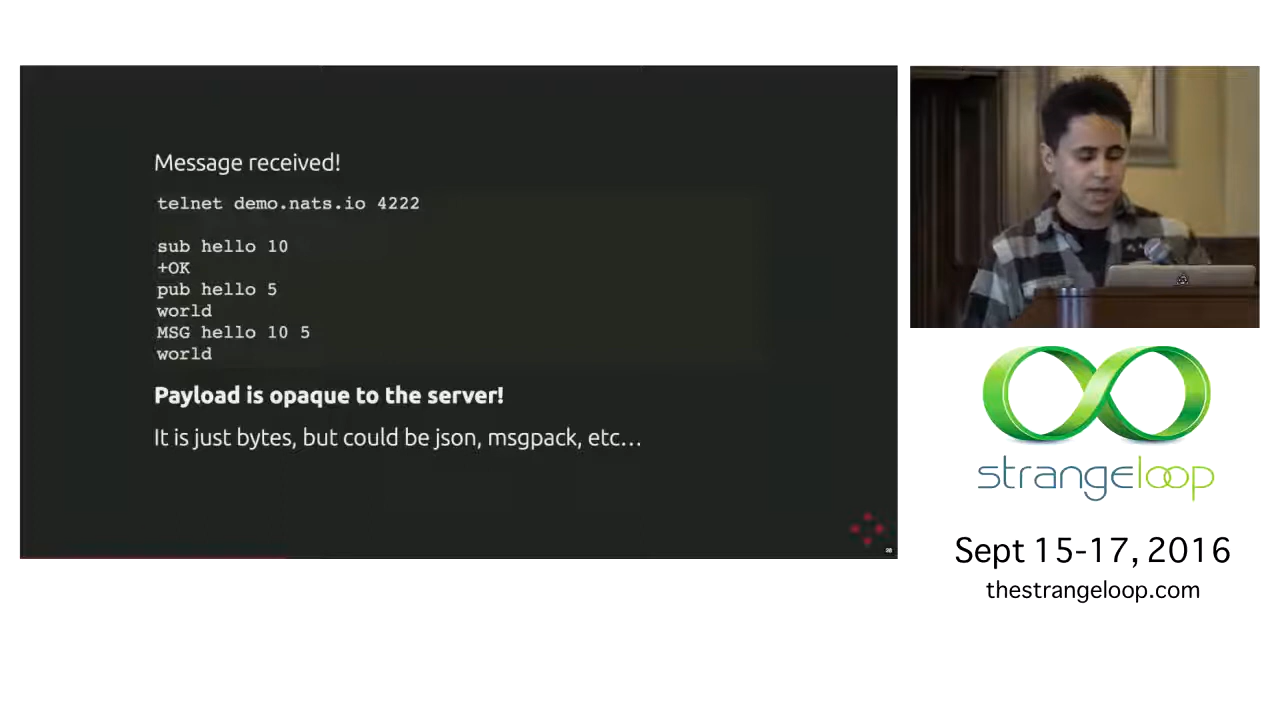 Message received!
telnet demo.nats.io 4222
sub hello 10
+OK
pub hello 5
world
MSG hello 10 5
world
Payload is opaque to the server!
It is just bytes, but could be json, msgpack, etc…
strangeloop
Sept 15-17, 2016
thestrangeloop.com